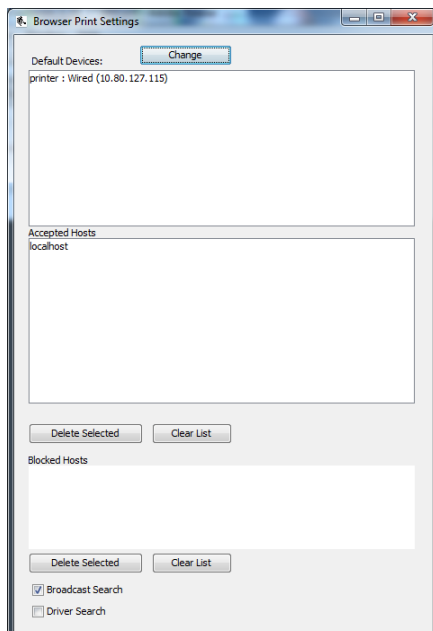 Browser Print Settings
Default Devices: Change
printer : Wired (10.80.127.115)
Accepted Hosts
localhost
Delete Selected Clear List
Blocked Hosts
Delete Selected Clear List
Broadcast Search
Driver Search